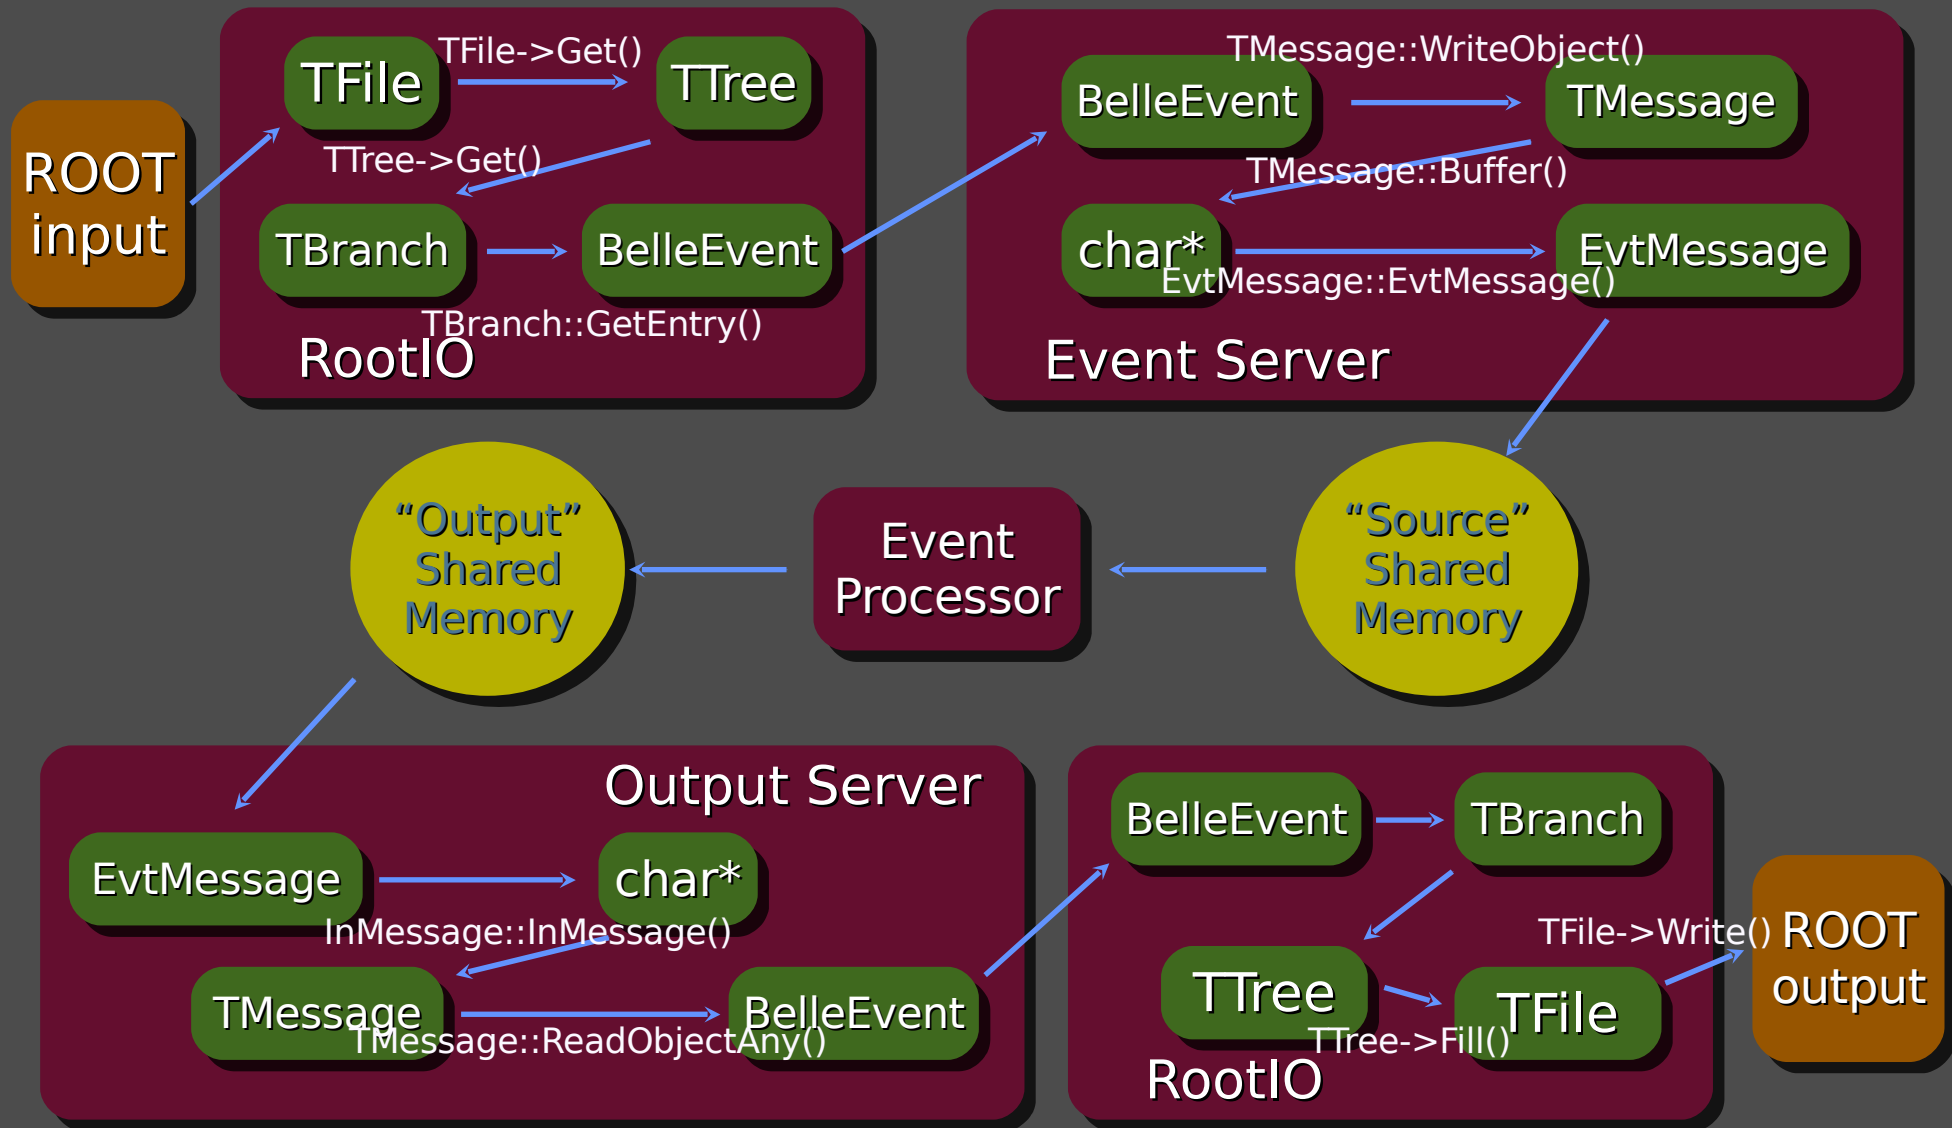 TFile->Get()
TFile
TTree
ROOT
input
TTree->Get()
TBranch
BelleEvent
TBranch::GetEntry()
RootIO
TMessage::WriteObject()
BelleEvent
TMessage
TMessage::Buffer()
char*
EvtMessage
EvtMessage::EvtMessage()
Event Server
“Output”
Shared
Memory
Event
Processor
“Source”
Shared
Memory
Output Server
EvtMessage
char*
InMessage::InMessage()
TMessage
BelleEvent
TMessage::ReadObjectAny()
BelleEvent
TBranch
TFile->Write()
ROOT
output
TTree
TFile
TTree->Fill()
RootIO